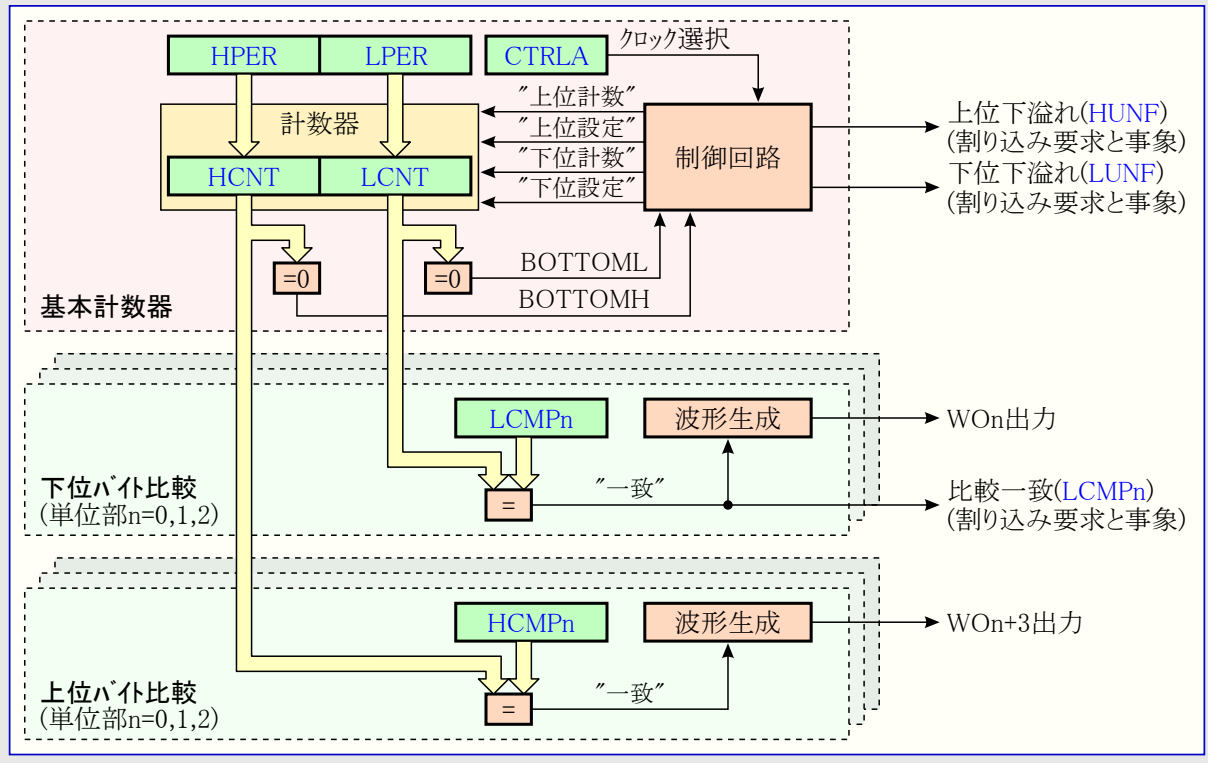 HPER
LPER
CTRLA
クロック選択
計数器
"上位計数"
"上位設定"
"下位計数"
"下位設定"
制御回路
上位下溢れ(HUNF)
(割り込み要求と事象)
下位下溢れ(LUNF)
(割り込み要求と事象)
HCNT
LCNT
=0
=0
BOTTOML
BOTTOMH
基本計数器
LCMPn
波形生成
WOn出力
下位バイト比較
(単位部n=0,1,2)
=
"一致"
比較一致(LCMPn)
(割り込み要求と事象)
HCMPn
波形生成
WOn+3出力
上位バイト比較
(単位部n=0,1,2)
=
"一致"